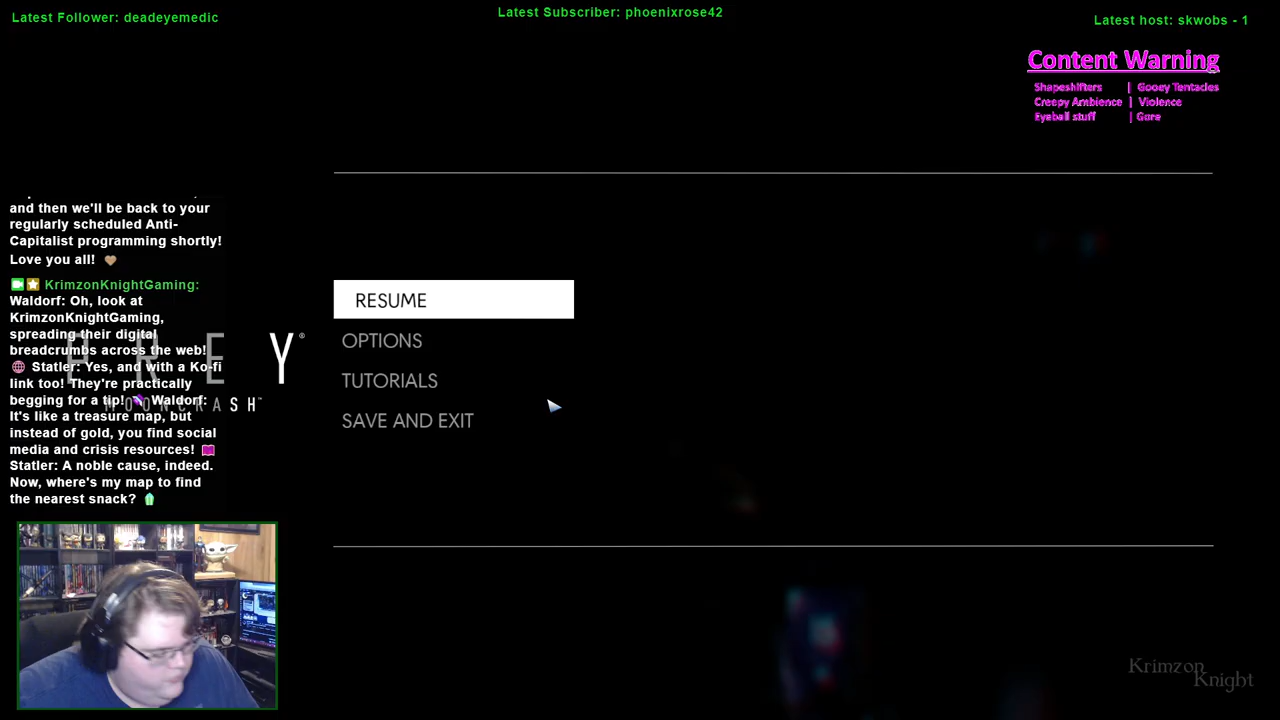 Latest Follower: deadeyemedic
Latest Subscriber: phoenixrose42
Latest host: skwobs - 1
Content Warning
Shapeshifters | Gooey Tentacles
Creepy Ambience | Violence
Eyeball stuff | Gore
and then we'll be back to your
regularly scheduled Anti-
Capitalist programming shortly!
Love you all!
KrimzonKnightGaming:
Waldorf: Oh, look at
KrimzonKnightGaming,
spreading their digital
breadcrumbs across the web!
Statler: Yes, and with a Ko-fi
link too! They're practically
begging for a tip! Waldorf:
It's like a treasure map, but
instead of gold, you find social
media and crisis resources!
Statler: A noble cause, indeed.
Now, where's my map to find
the nearest snack?
PREY®
MOONCRASH™
RESUME
OPTIONS
TUTORIALS
SAVE AND EXIT
Krimzon
Knight